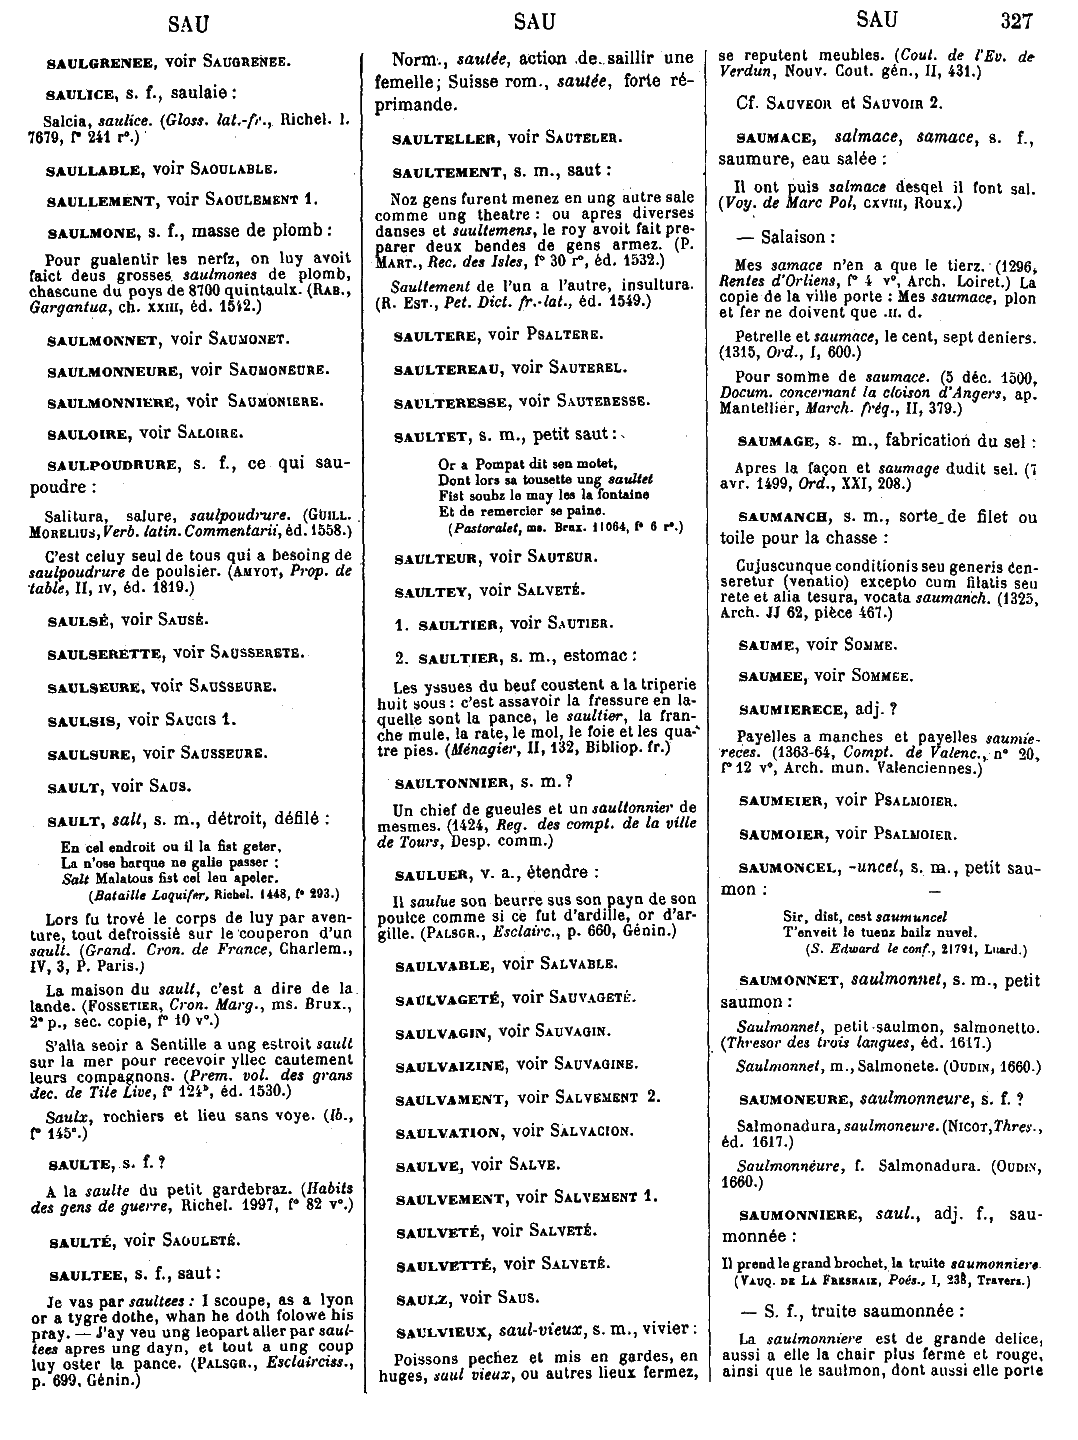 SAU
SAU
SAU
327
SAULGRENEE, voir SAUGRENEE.
SAULICE, s. f., saulaie :
Salcia, saulice. (Gloss. lat.-fr., Richel. l.
7679, f° 241 r°.)
SAULLABLE, voir SAOULABLE.
SAULLEMENT, voir SAOULEMENT 1.
SAULMONE, s. f., masse de plomb :
Pour gualentir les nerfz, on luy avoit
faict deus grosses saulmones de plomb,
chascune du poys de 8700 quintaulx. (RAB.,
Gargantua, ch. XXIII, éd. 1542.)
SAULMONNET, voir SAUMONET.
SAULMONNEURE, voir SAUMONEURE.
SAULMONNIERE, voir SAUMONIERE.
SAULOIRE, voir SALOIRE.
SAULPOUDRURE, s. f., ce qui sau-
poudre :
Salitura, salure, saulpoudrure. (GUILL.
MORELIUS, Verb. latin. Commentarii, éd. 1558.)
C'est celuy seul de tous qui a besoing de
saulpoudrure de poulsier. (AMYOT, Prop. de
table, II, IV, éd. 1819.)
SAULSÉ, voir SAUSÉ.
SAULSERETTE, voir SAUSSERETE.
SAULSEURE, voir SAUSSEURE.
SAULSIS, voir SAUCIS 1.
SAULSURE, voir SAUSSEURE.
SAULT, voir SAUS.
SAULT, salt, s. m., détroit, défilé :
En cel endroit ou il la fist geter,
La n'ose barque ne galie passer ;
Salt Malatous fist cel leu apeler.
(Bataille Loquifer, Richel. 1448, f° 293.)
Lors fu trové le corps de luy par aven-
ture, tout defroissié sur le couperon d'un
sault. (Grand. Cron. de France, Charlem.,
IV, 3, P. Paris.)
La maison du sault, c'est a dire de la
lande. (FOSSETIER, Cron. Marg., ms. Brux.,
2° p., sec. copie, f° 10 v°.)
S'alla seoir a Sentille a ung estroit sault
sur la mer pour recevoir yllec cautement
leurs compagnons. (Prem. vol. des grans
dec. de Tite Live, f° 124ᵇ, éd. 1530.)
Saulx, rochiers et lieu sans voye. (Ib.,
f° 145ᵃ.)
SAULTE, s. f. ?
A la saulte du petit gardebraz. (Habits
des gens de guerre, Richel. 1997, f° 82 v°.)
SAULTÉ, voir SAOULETÉ.
SAULTEE, s. f., saut :
Je vas par saultees : I scoupe, as a lyon
or a tygre dothe, whan he doth folowe his
pray. — J'ay veu ung leopart aller par saul-
tees apres ung dayn, et tout a ung coup
luy oster la pance. (PALSGR., Esclairciss.,
p. 699, Génin.)
Norm., sautée, action de saillir une
femelle ; Suisse rom., sautée, forte ré-
primande.
SAULTELLER, voir SAUTELER.
SAULTEMENT, s. m., saut :
Noz gens furent menez en ung autre sale
comme ung theatre : ou apres diverses
danses et saultemens, le roy avoit fait pre-
parer deux bendes de gens armez. (P.
MART., Rec. des Isles, f° 30 r°, éd. 1532.)
Saultement de l'un a l'autre, insultura.
(R. EST., Pet. Dict. fr.-lat., éd. 1549.)
SAULTERE, voir PSALTERE.
SAULTEREAU, voir SAUTEREL.
SAULTERESSE, voir SAUTERESSE.
SAULTET, s. m., petit saut :
Or a Pompat dit sen motet,
Dont lors sa tousette ung saultet
Fist soubz le may les la fontaine
Et de remercier se paine.
(Pastoralet, ms. Brux. 11064, f° 6 r°.)
SAULTEUR, voir SAUTEUR.
SAULTEY, voir SALVETÉ.
1. SAULTIER, voir SAUTIER.
2. SAULTIER, s. m., estomac :
Les yssues du beuf coustent a la triperie
huit sous : c'est assavoir la fressure en la-
quelle sont la pance, le saultier, la fran-
che mule, la rate, le mol, le foie et les qua-
tre pies. (Ménagier, II, 132, Bibliop. fr.)
SAULTONNIER, s. m. ?
Un chief de gueules et un saultonnier de
mesmes. (1424, Reg. des compt. de la ville
de Tours, Desp. comm.)
SAULUER, v. a., étendre :
Il saulue son beurre sus son payn de son
poulce comme si ce fut d'ardille, or d'ar-
gille. (PALSGR., Esclairc., p. 660, Génin.)
SAULVABLE, voir SALVABLE.
SAULVAGETÉ, voir SAUVAGETÉ.
SAULVAGIN, voir SAUVAGIN.
SAULVAIZINE, voir SAUVAGINE.
SAULVAMENT, voir SALVEMENT 2.
SAULVATION, voir SALVACION.
SAULVE, voir SALVE.
SAULVEMENT, voir SALVEMENT 1.
SAULVETÉ, voir SALVETÉ.
SAULVETTÉ, voir SALVETÉ.
SAULZ, voir SAUS.
SAULVIEUX, saul-vieux, s. m., vivier :
Poissons pechez et mis en gardes, en
huges, saul vieux, ou autres lieux fermez,
se reputent meubles. (Cout. de l'Ev. de
Verdun, Nouv. Cout. gén., II, 431.)
Cf. SAUVEOR et SAUVOIR 2.
SAUMACE, salmace, samace, s. f.,
saumure, eau salée :
Il ont puis salmace desqel il font sal.
(Voy. de Marc Pol, CXVIII, Roux.)
— Salaison :
Mes samace n'en a que le tierz. (1296,
Rentes d'Orliens, f° 4 v°, Arch. Loiret.) La
copie de la ville porte : Mes saumace, plon
et fer ne doivent que .II. d.
Petrelle et saumace, le cent, sept deniers.
(1315, Ord., I, 600.)
Pour somme de saumace. (5 déc. 1500,
Docum. concernant la cloison d'Angers, ap.
Mantellier, March. fréq., II, 379.)
SAUMAGE, s. m., fabrication du sel :
Apres la façon et saumage dudit sel. (7
avr. 1499, Ord., XXI, 208.)
SAUMANCH, s. m., sorte de filet ou
toile pour la chasse :
Cujuscunque conditionis seu generis cen-
seretur (venatio) excepto cum filatis seu
rete et alia tesura, vocata saumanch. (1325,
Arch. JJ 62, pièce 467.)
SAUME, voir SOMME.
SAUMEE, voir SOMMEE.
SAUMIERECE, adj. ?
Payelles a manches et payelles saumie-
reces. (1363-64, Compt. de Valenc., n° 20,
f° 12 v°, Arch. mun. Valenciennes.)
SAUMEIER, voir PSALMOIER.
SAUMOIER, voir PSALMOIER.
SAUMONCEL, -uncel, s. m., petit sau-
mon :
Sir, dist, cest saumuncel
T'enveit le tuenz bailz nuvel.
(S. Edward le conf., 21791, Luard.)
SAUMONNET, saulmonnet, s. m., petit
saumon :
Saulmonnet, petit saulmon, salmonetto.
(Thresor des trois langues, éd. 1617.)
Saulmonnet, m., Salmonete. (OUDIN, 1660.)
SAUMONEURE, saulmonneure, s. f. ?
Salmonadura, saulmoneure. (NICOT, Thres.,
éd. 1617.)
Saulmonnéure, f. Salmonadura. (OUDIN,
1660.)
SAUMONNIERE, saul., adj. f., sau-
monnée :
Il prend le grand brochet, la truite saumonniere
(VAUQ. DE LA FRESNAIE, Poés., I, 238, Travers.)
— S. f., truite saumonnée :
La saulmonniere est de grande delice,
aussi a elle la chair plus ferme et rouge,
ainsi que le saulmon, dont aussi elle porte